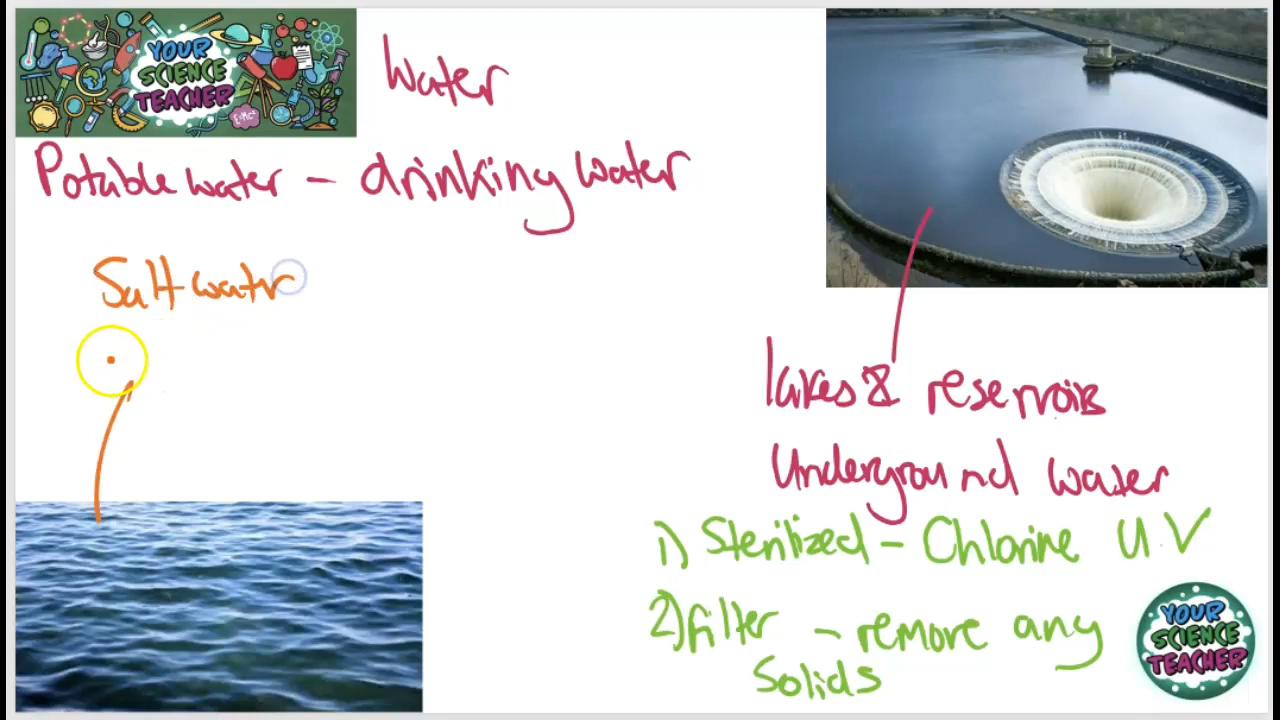 YOUR
SCIENCE
TEACHER
E=MC²
Water
Potable water - drinking water
Salt water
lakes & reservoirs
Underground water
1) Sterilized - Chlorine U.V
2) filter - remove any
Solids
YOUR
SCIENCE
TEACHER